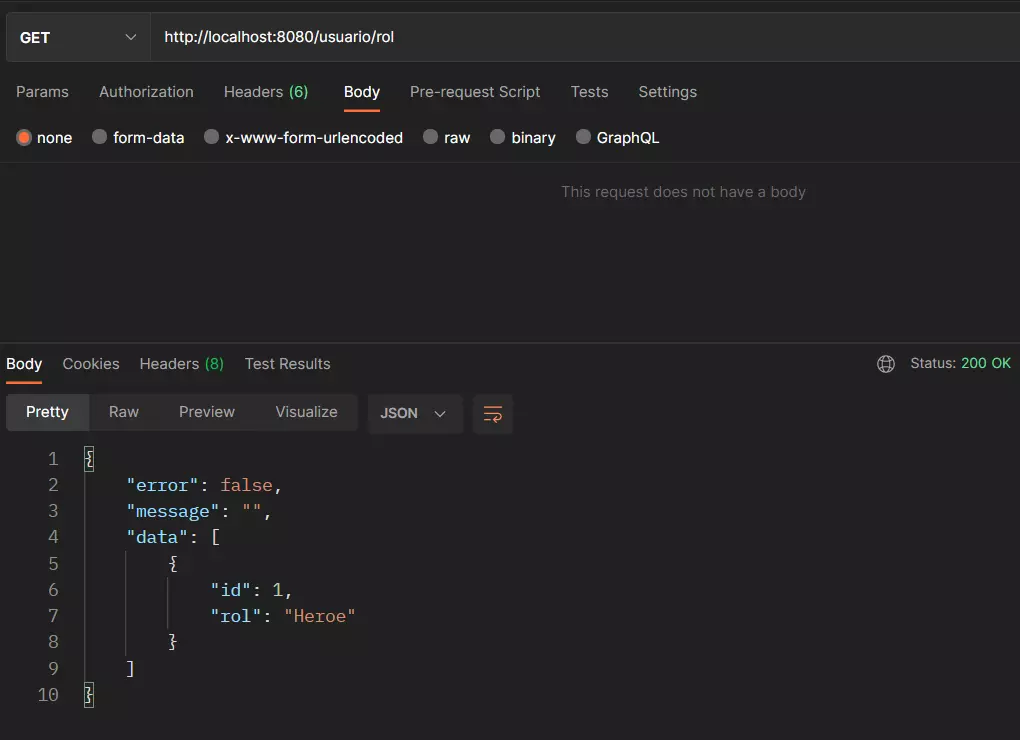 GET http://localhost:8080/usuario/rol
Params Authorization Headers (6) Body Pre-request Script Tests Settings
none form-data x-www-form-urlencoded raw binary GraphQL
This request does not have a body
Body Cookies Headers (8) Test Results Status: 200 OK
Pretty Raw Preview Visualize JSON
1 {
2 "error": false,
3 "message": "",
4 "data": [
5 {
6 "id": 1,
7 "rol": "Heroe"
8 }
9 ]
10 }